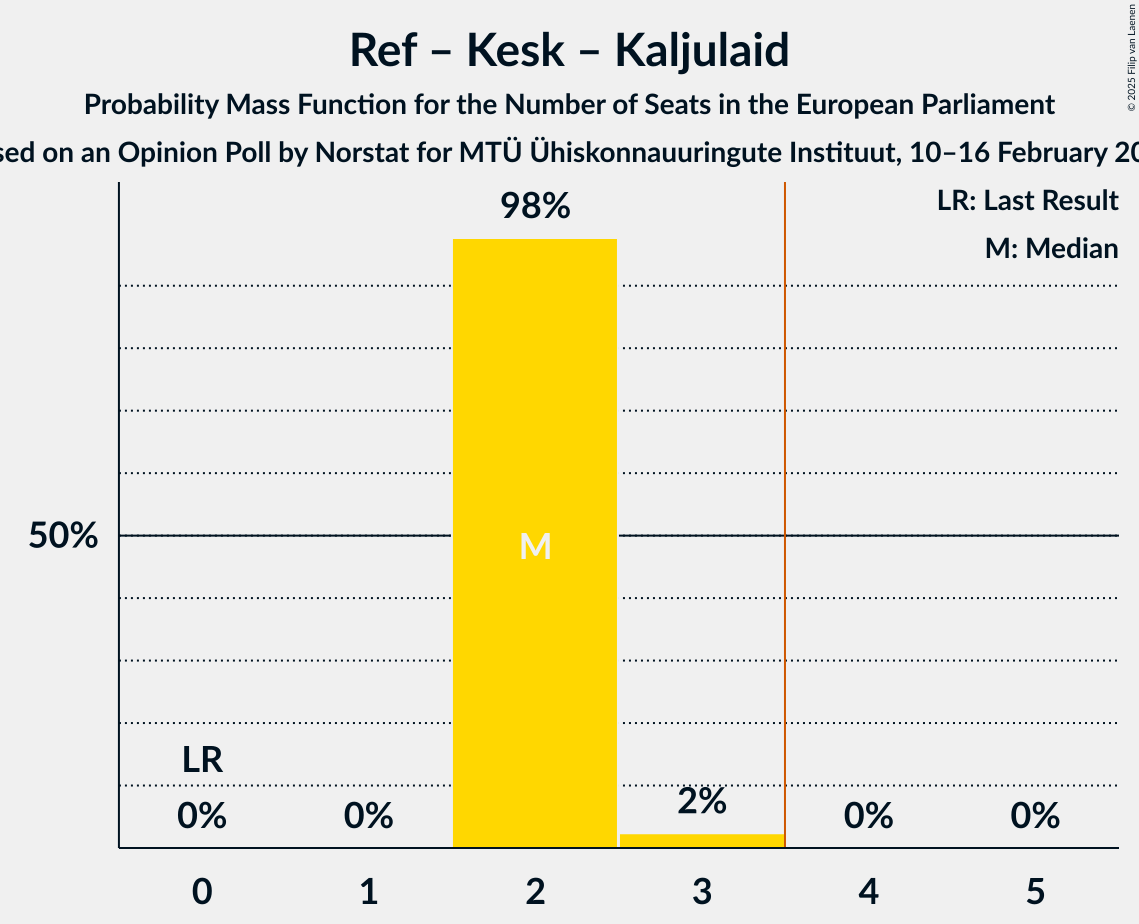 Ref – Kesk – Kaljulaid
Probability Mass Function for the Number of Seats in the European Parliament
on an Opinion Poll by Norstat for MTÜ Ühiskonnauuringute Instituut, 10–16 February
© 2025 Filip van Laenen
LR: Last Result
M: Median
98%
50%
M
LR
0%
0%
2%
0%
0%
0
1
2
3
4
5